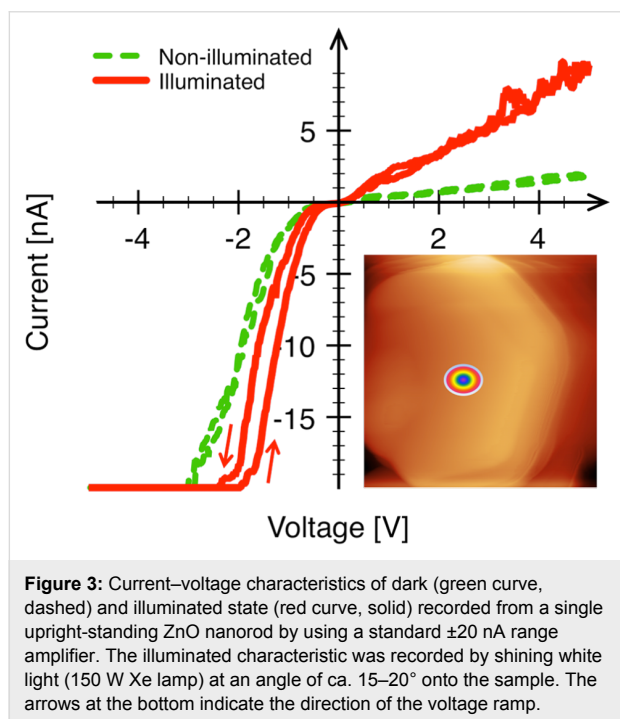 Non-illuminated
Illuminated
5
-4
-2
2
4
-5
-10
-15
Current [nA]
Voltage [V]
Figure 3: Current–voltage characteristics of dark (green curve,
dashed) and illuminated state (red curve, solid) recorded from a single
upright-standing ZnO nanorod by using a standard ±20 nA range
amplifier. The illuminated characteristic was recorded by shining white
light (150 W Xe lamp) at an angle of ca. 15–20° onto the sample. The
arrows at the bottom indicate the direction of the voltage ramp.